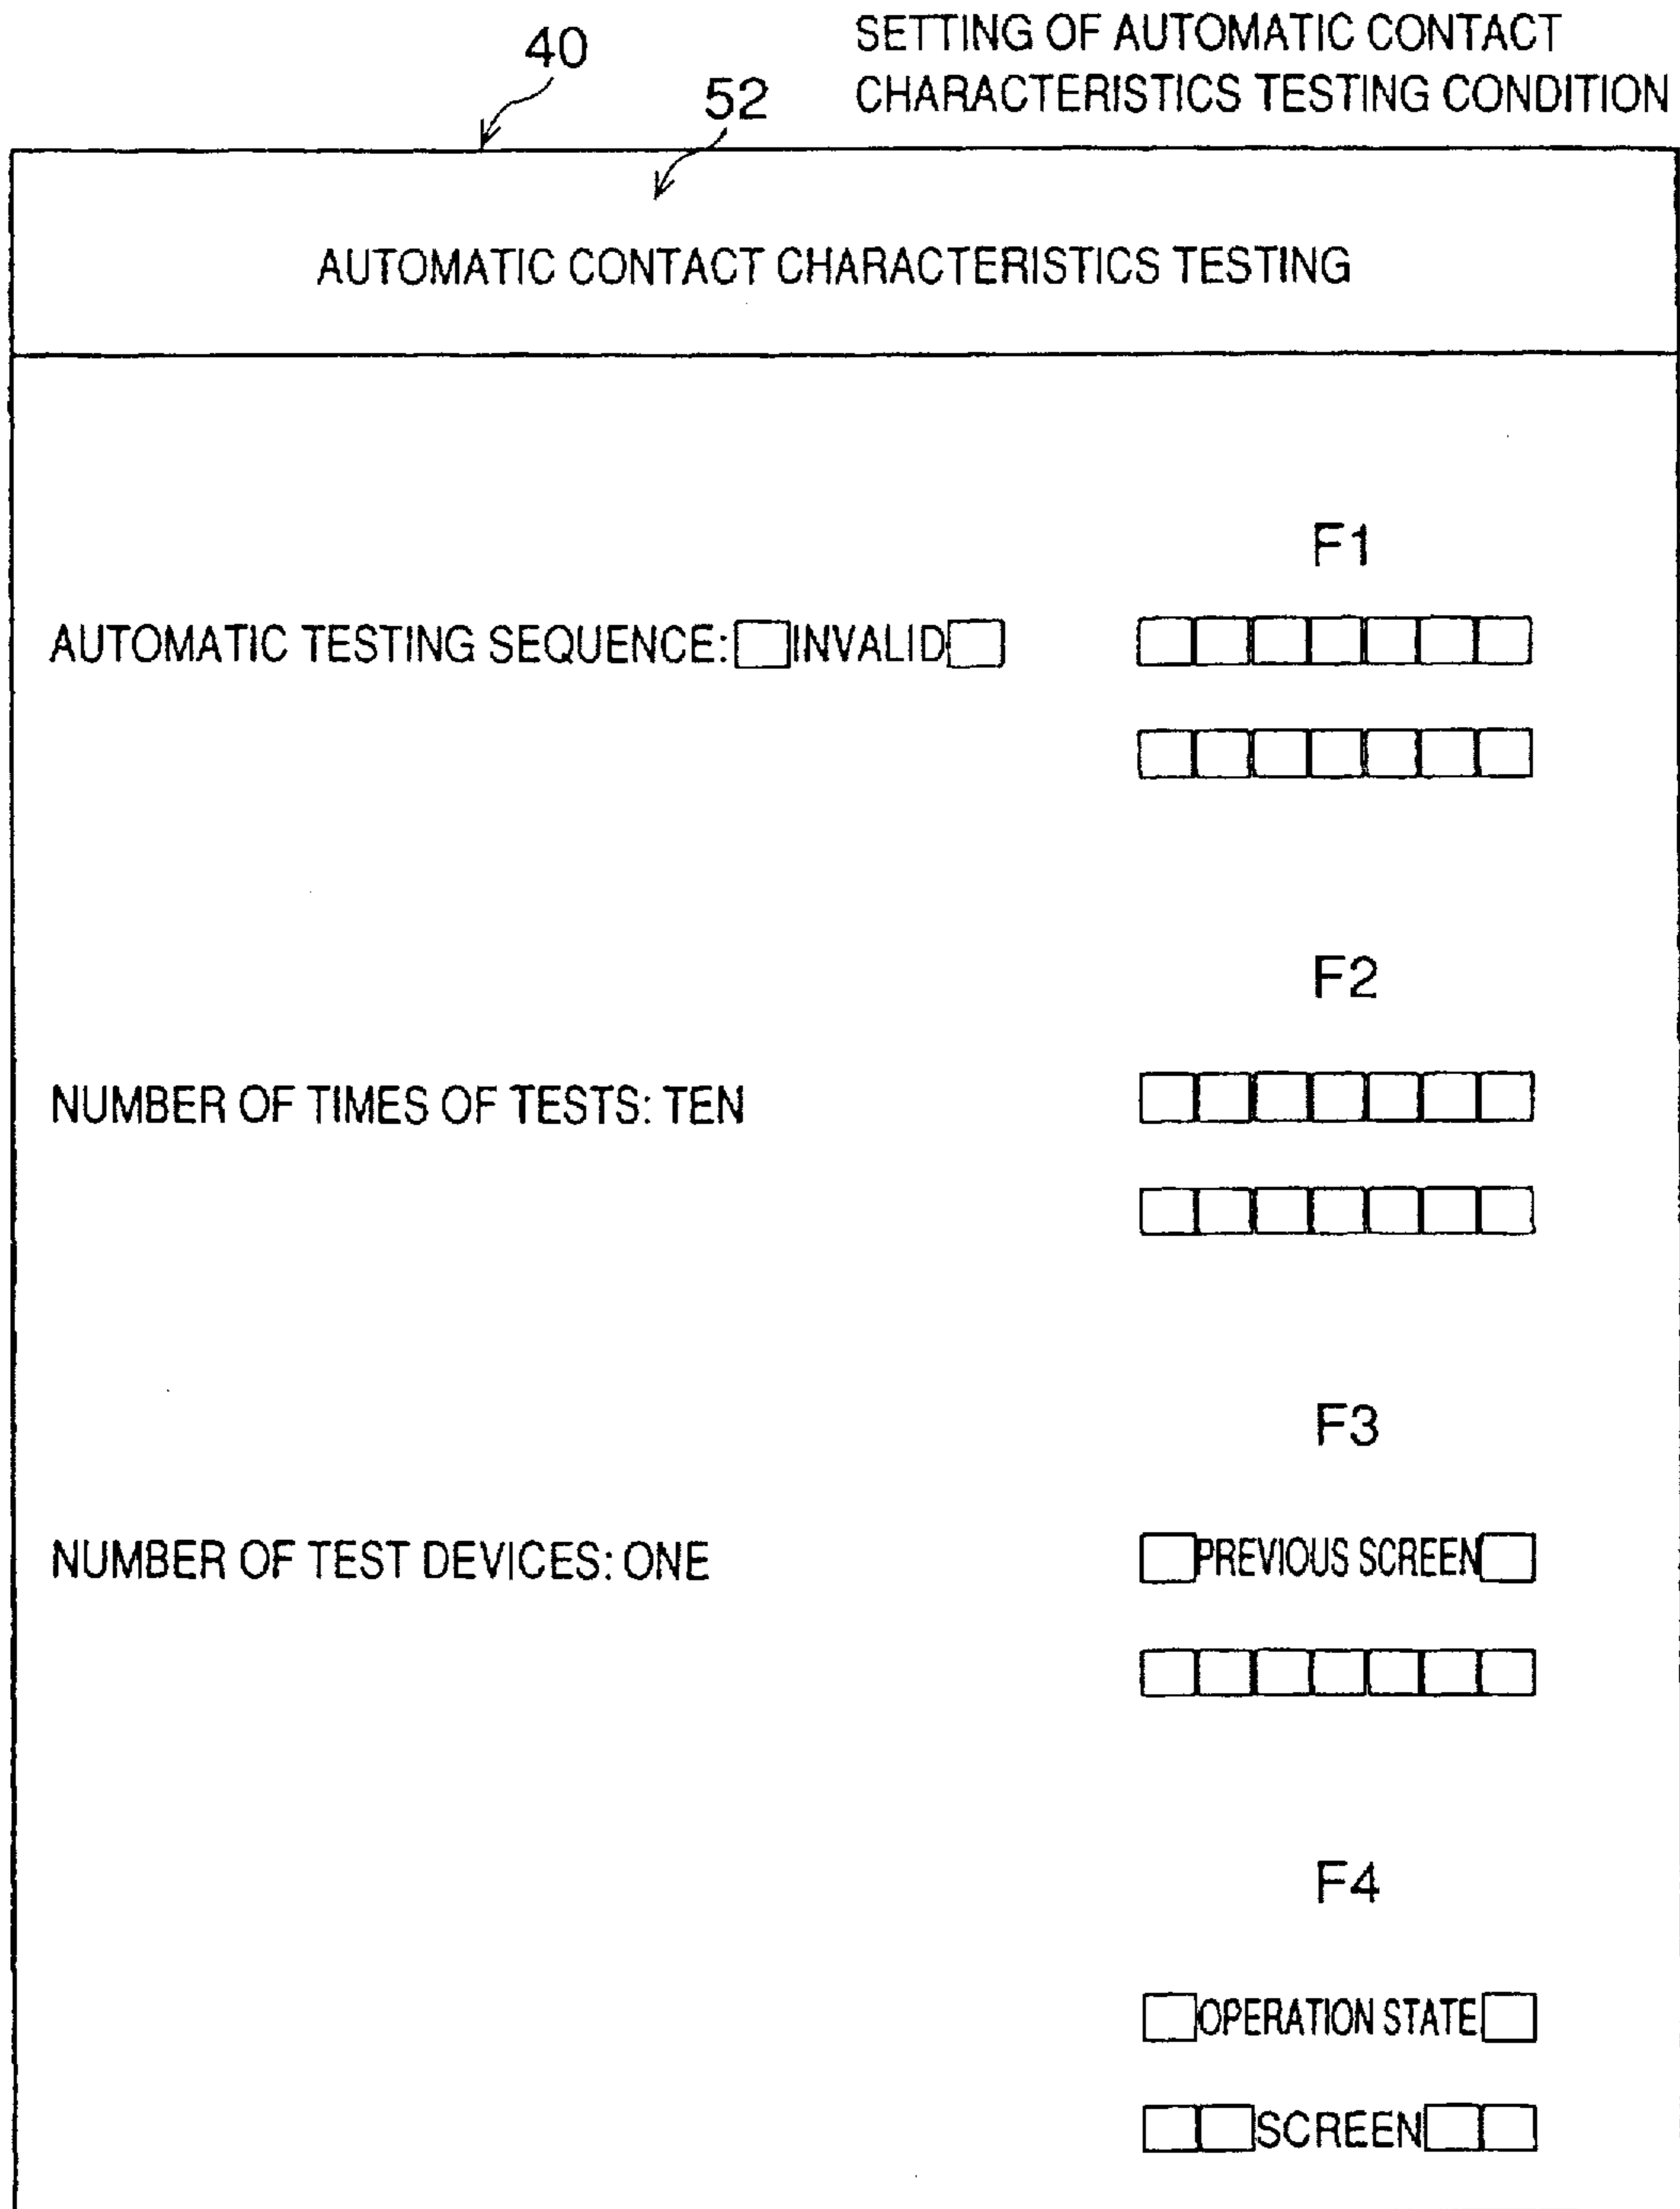 40
52
SETTING OF AUTOMATIC CONTACT
CHARACTERISTICS TESTING CONDITION
AUTOMATIC CONTACT CHARACTERISTICS TESTING
F1
AUTOMATIC TESTING SEQUENCE: □INVALID□ □□□□□□□
□□□□□□□
F2
NUMBER OF TIMES OF TESTS: TEN □□□□□□□
□□□□□□□
F3
NUMBER OF TEST DEVICES: ONE □PREVIOUS SCREEN□
□□□□□□□
F4
□OPERATION STATE□
□□SCREEN□□